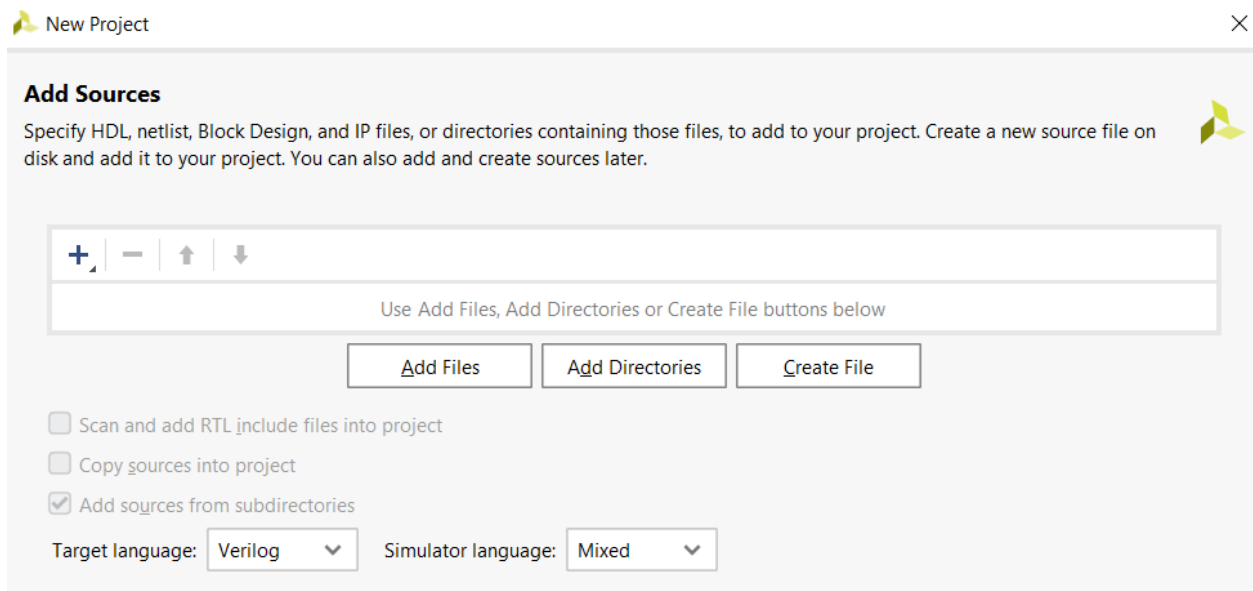 New Project
Add Sources
Specify HDL, netlist, Block Design, and IP files, or directories containing those files, to add to your project. Create a new source file on
disk and add it to your project. You can also add and create sources later.
Use Add Files, Add Directories or Create File buttons below
Add Files Add Directories Create File
Scan and add RTL include files into project
Copy sources into project
Add sources from subdirectories
Target language: Verilog Simulator language: Mixed